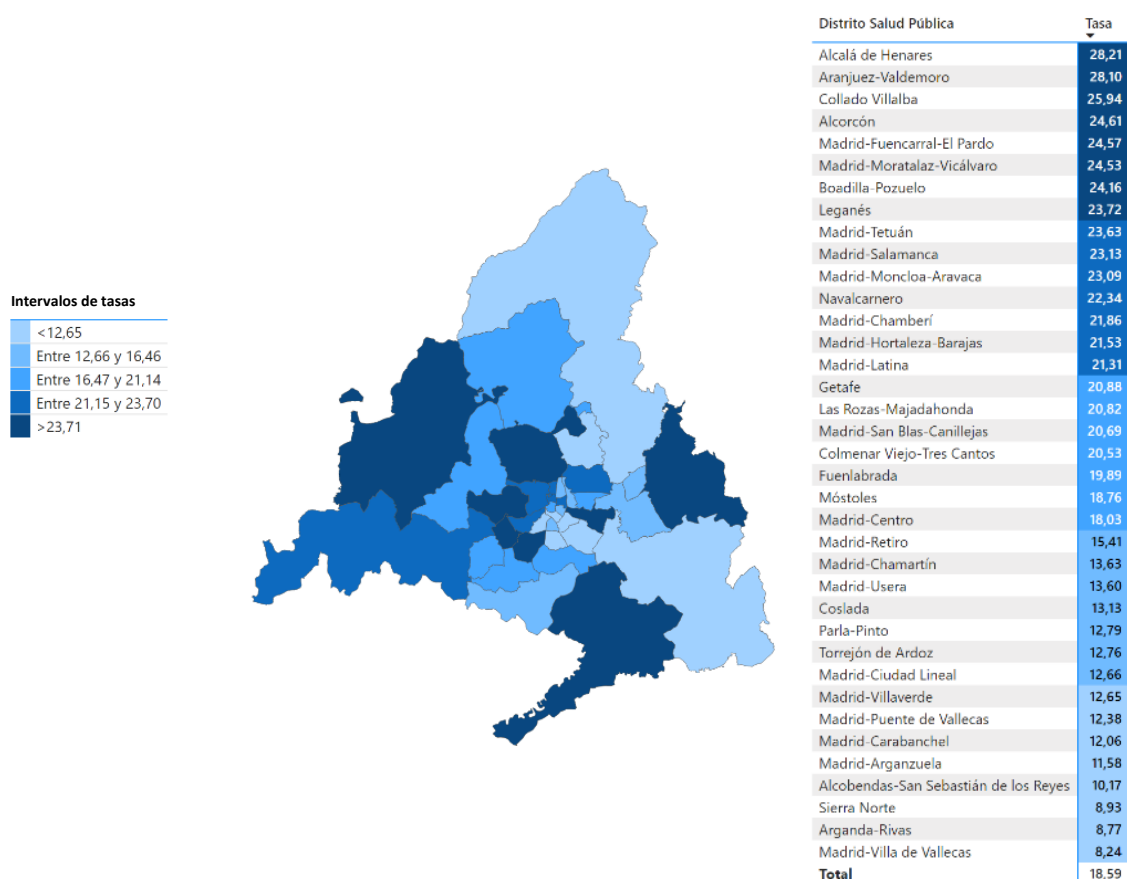 Intervalos de tasas
<12,65
Entre 12,66 y 16,46
Entre 16,47 y 21,14
Entre 21,15 y 23,70
>23,71
Distrito Salud Pública Tasa
Alcalá de Henares 28,21
Aranjuez-Valdemoro 28,10
Collado Villalba 25,94
Alcorcón 24,61
Madrid-Fuencarral-El Pardo 24,57
Madrid-Moratalaz-Vicálvaro 24,53
Boadilla-Pozuelo 24,16
Leganés 23,72
Madrid-Tetuán 23,63
Madrid-Salamanca 23,13
Madrid-Moncloa-Aravaca 23,09
Navalcarnero 22,34
Madrid-Chamberí 21,86
Madrid-Hortaleza-Barajas 21,53
Madrid-Latina 21,31
Getafe 20,88
Las Rozas-Majadahonda 20,82
Madrid-San Blas-Canillejas 20,69
Colmenar Viejo-Tres Cantos 20,53
Fuenlabrada 19,89
Móstoles 18,76
Madrid-Centro 18,03
Madrid-Retiro 15,41
Madrid-Chamartín 13,63
Madrid-Usera 13,60
Coslada 13,13
Parla-Pinto 12,79
Torrejón de Ardoz 12,76
Madrid-Ciudad Lineal 12,66
Madrid-Villaverde 12,65
Madrid-Puente de Vallecas 12,38
Madrid-Carabanchel 12,06
Madrid-Arganzuela 11,58
Alcobendas-San Sebastián de los Reyes 10,17
Sierra Norte 8,93
Arganda-Rivas 8,77
Madrid-Villa de Vallecas 8,24
Total 18,59